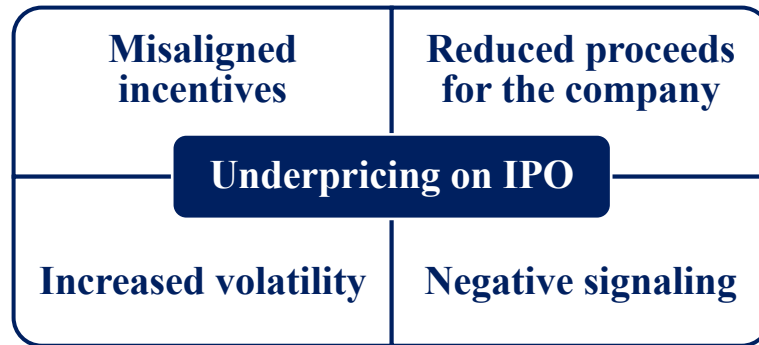 Misaligned
incentives
Reduced proceeds
for the company
Underpricing on IPO
Increased volatility
Negative signaling